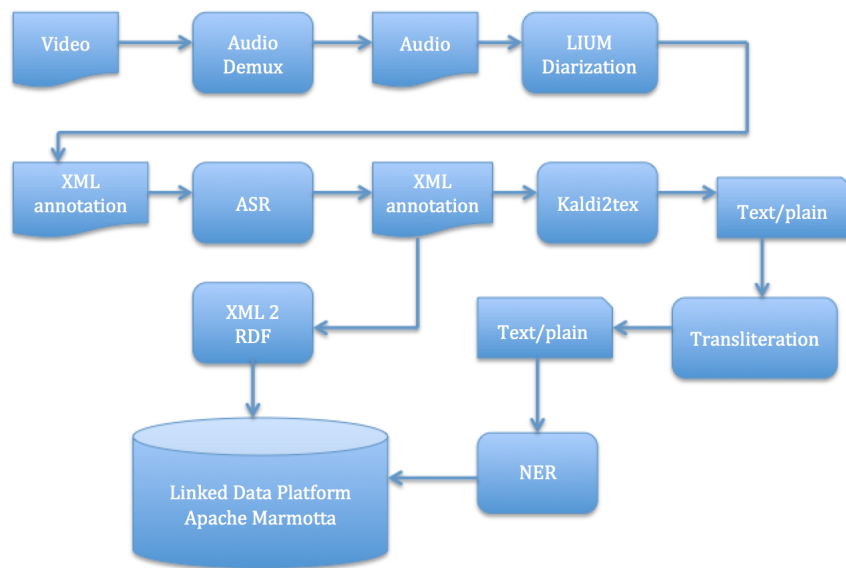 Video
Audio
Demux
Audio
LIUM
Diarization
XML
annotation
ASR
XML
annotation
Kaldi2tex
Text/plain
XML 2
RDF
Text/plain
Transliteration
NER
Linked Data Platform
Apache Marmotta